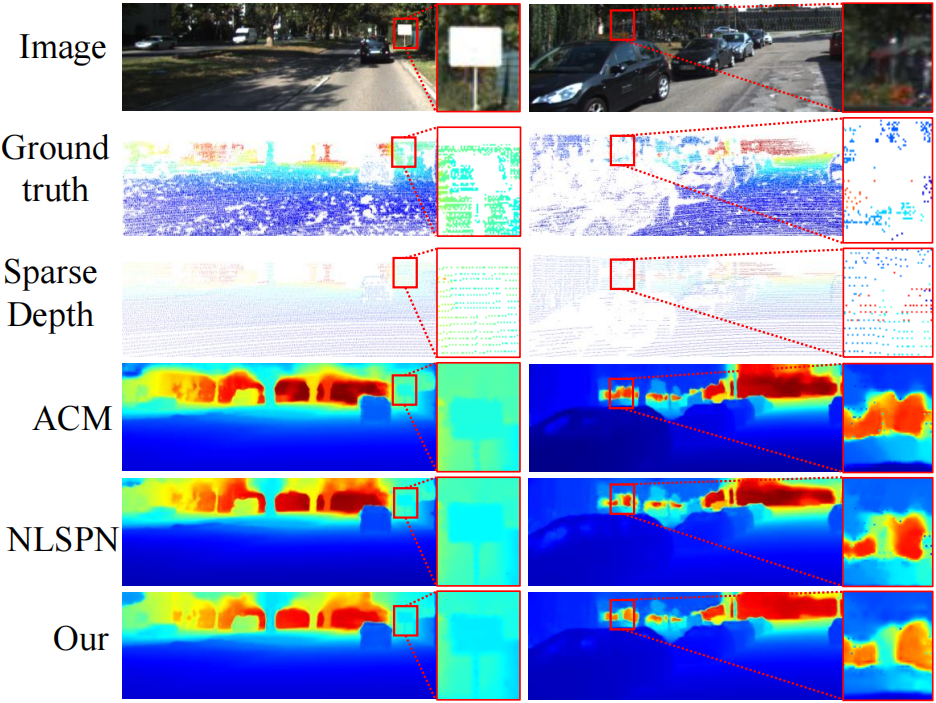 Image
Ground
truth
Sparse
Depth
ACM
NLSPN
Our